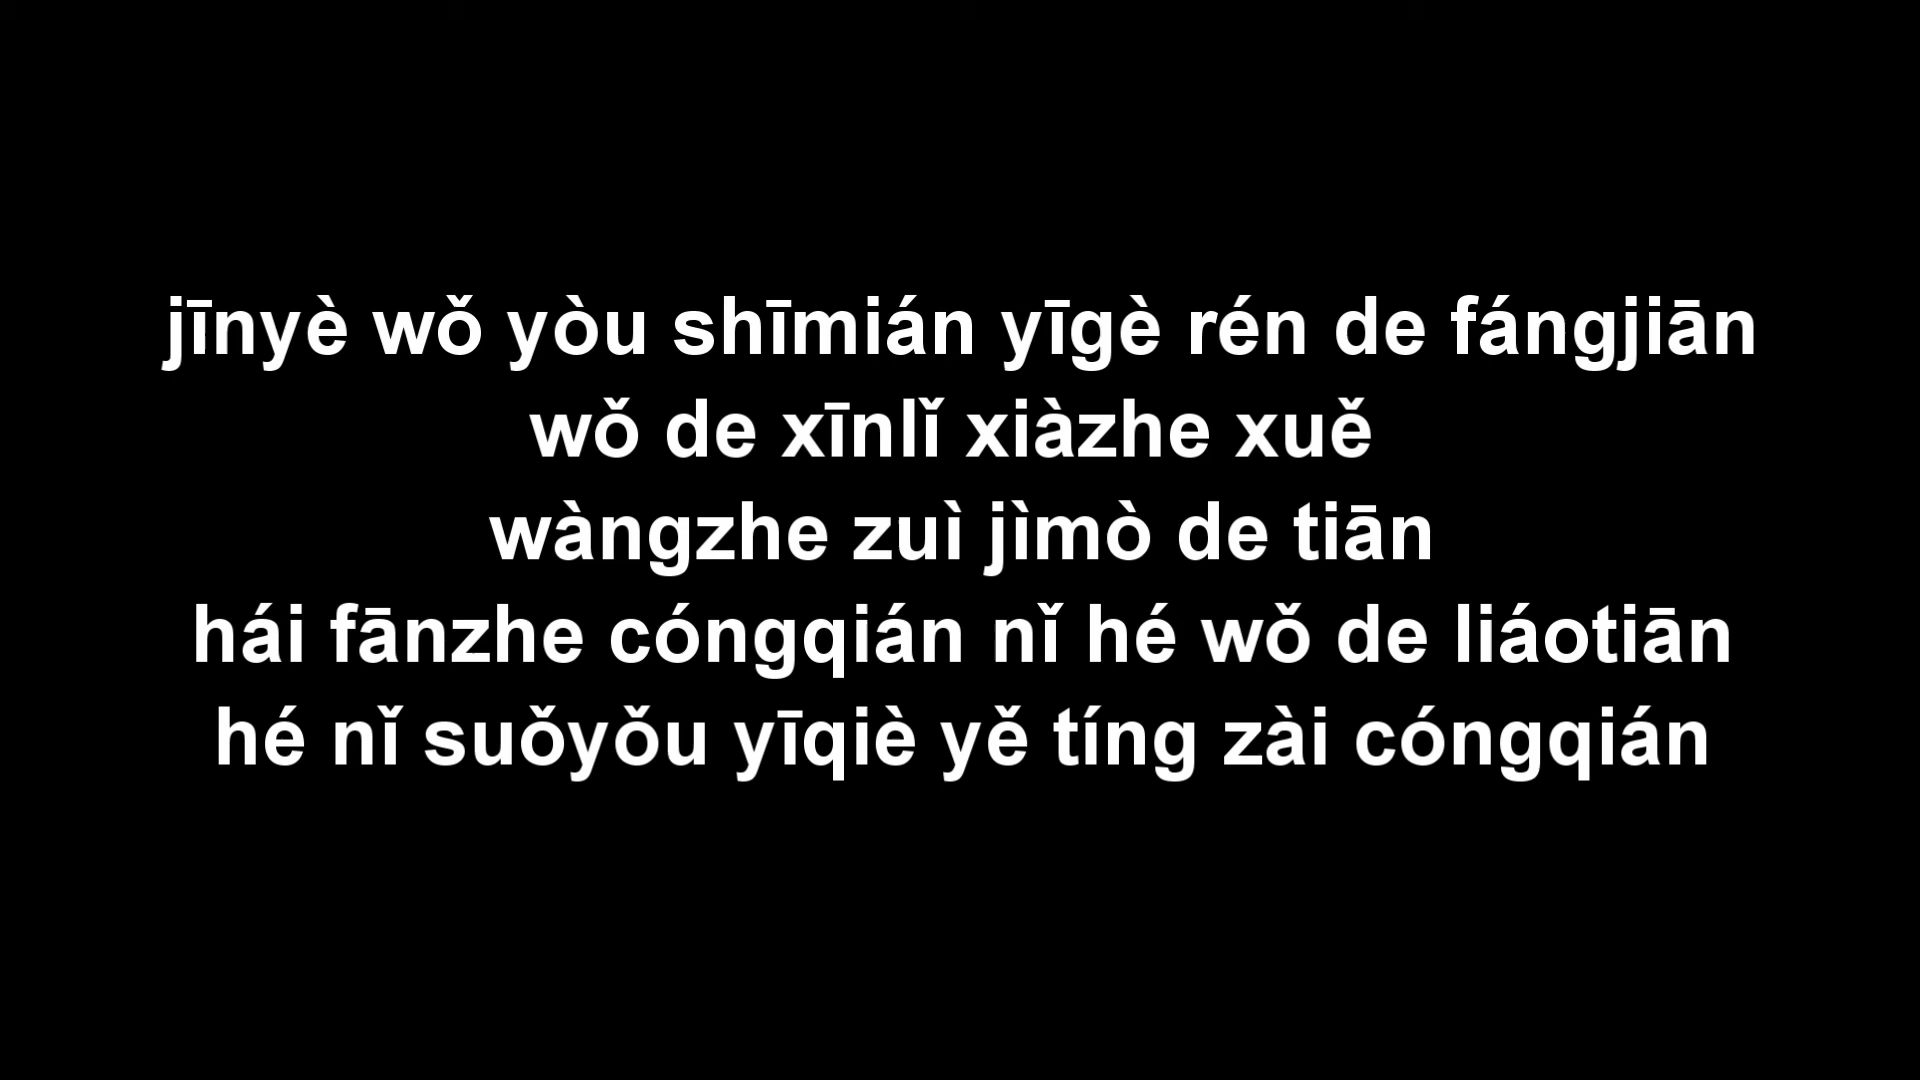 jīnyè wǒ yòu shīmián yīgè rén de fángjiān
wǒ de xīnlǐ xiàzhe xuě
wàngzhe zuì jìmò de tiān
hái fānzhe cóngqián nǐ hé wǒ de liáotiān
hé nǐ suǒyǒu yīqiè yě tíng zài cóngqián